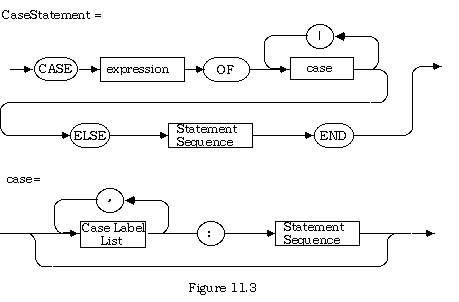 CaseStatement =
|
CASE expression OF case
ELSE Statement Sequence END
case=
,
Case Label List : Statement Sequence
Figure 11.3